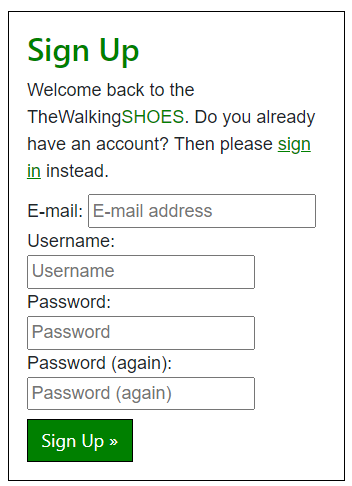 Sign Up
Welcome back to the
TheWalkingSHOES. Do you already
have an account? Then please sign
in instead.
E-mail: E-mail address
Username:
Username
Password:
Password
Password (again):
Password (again)
Sign Up »